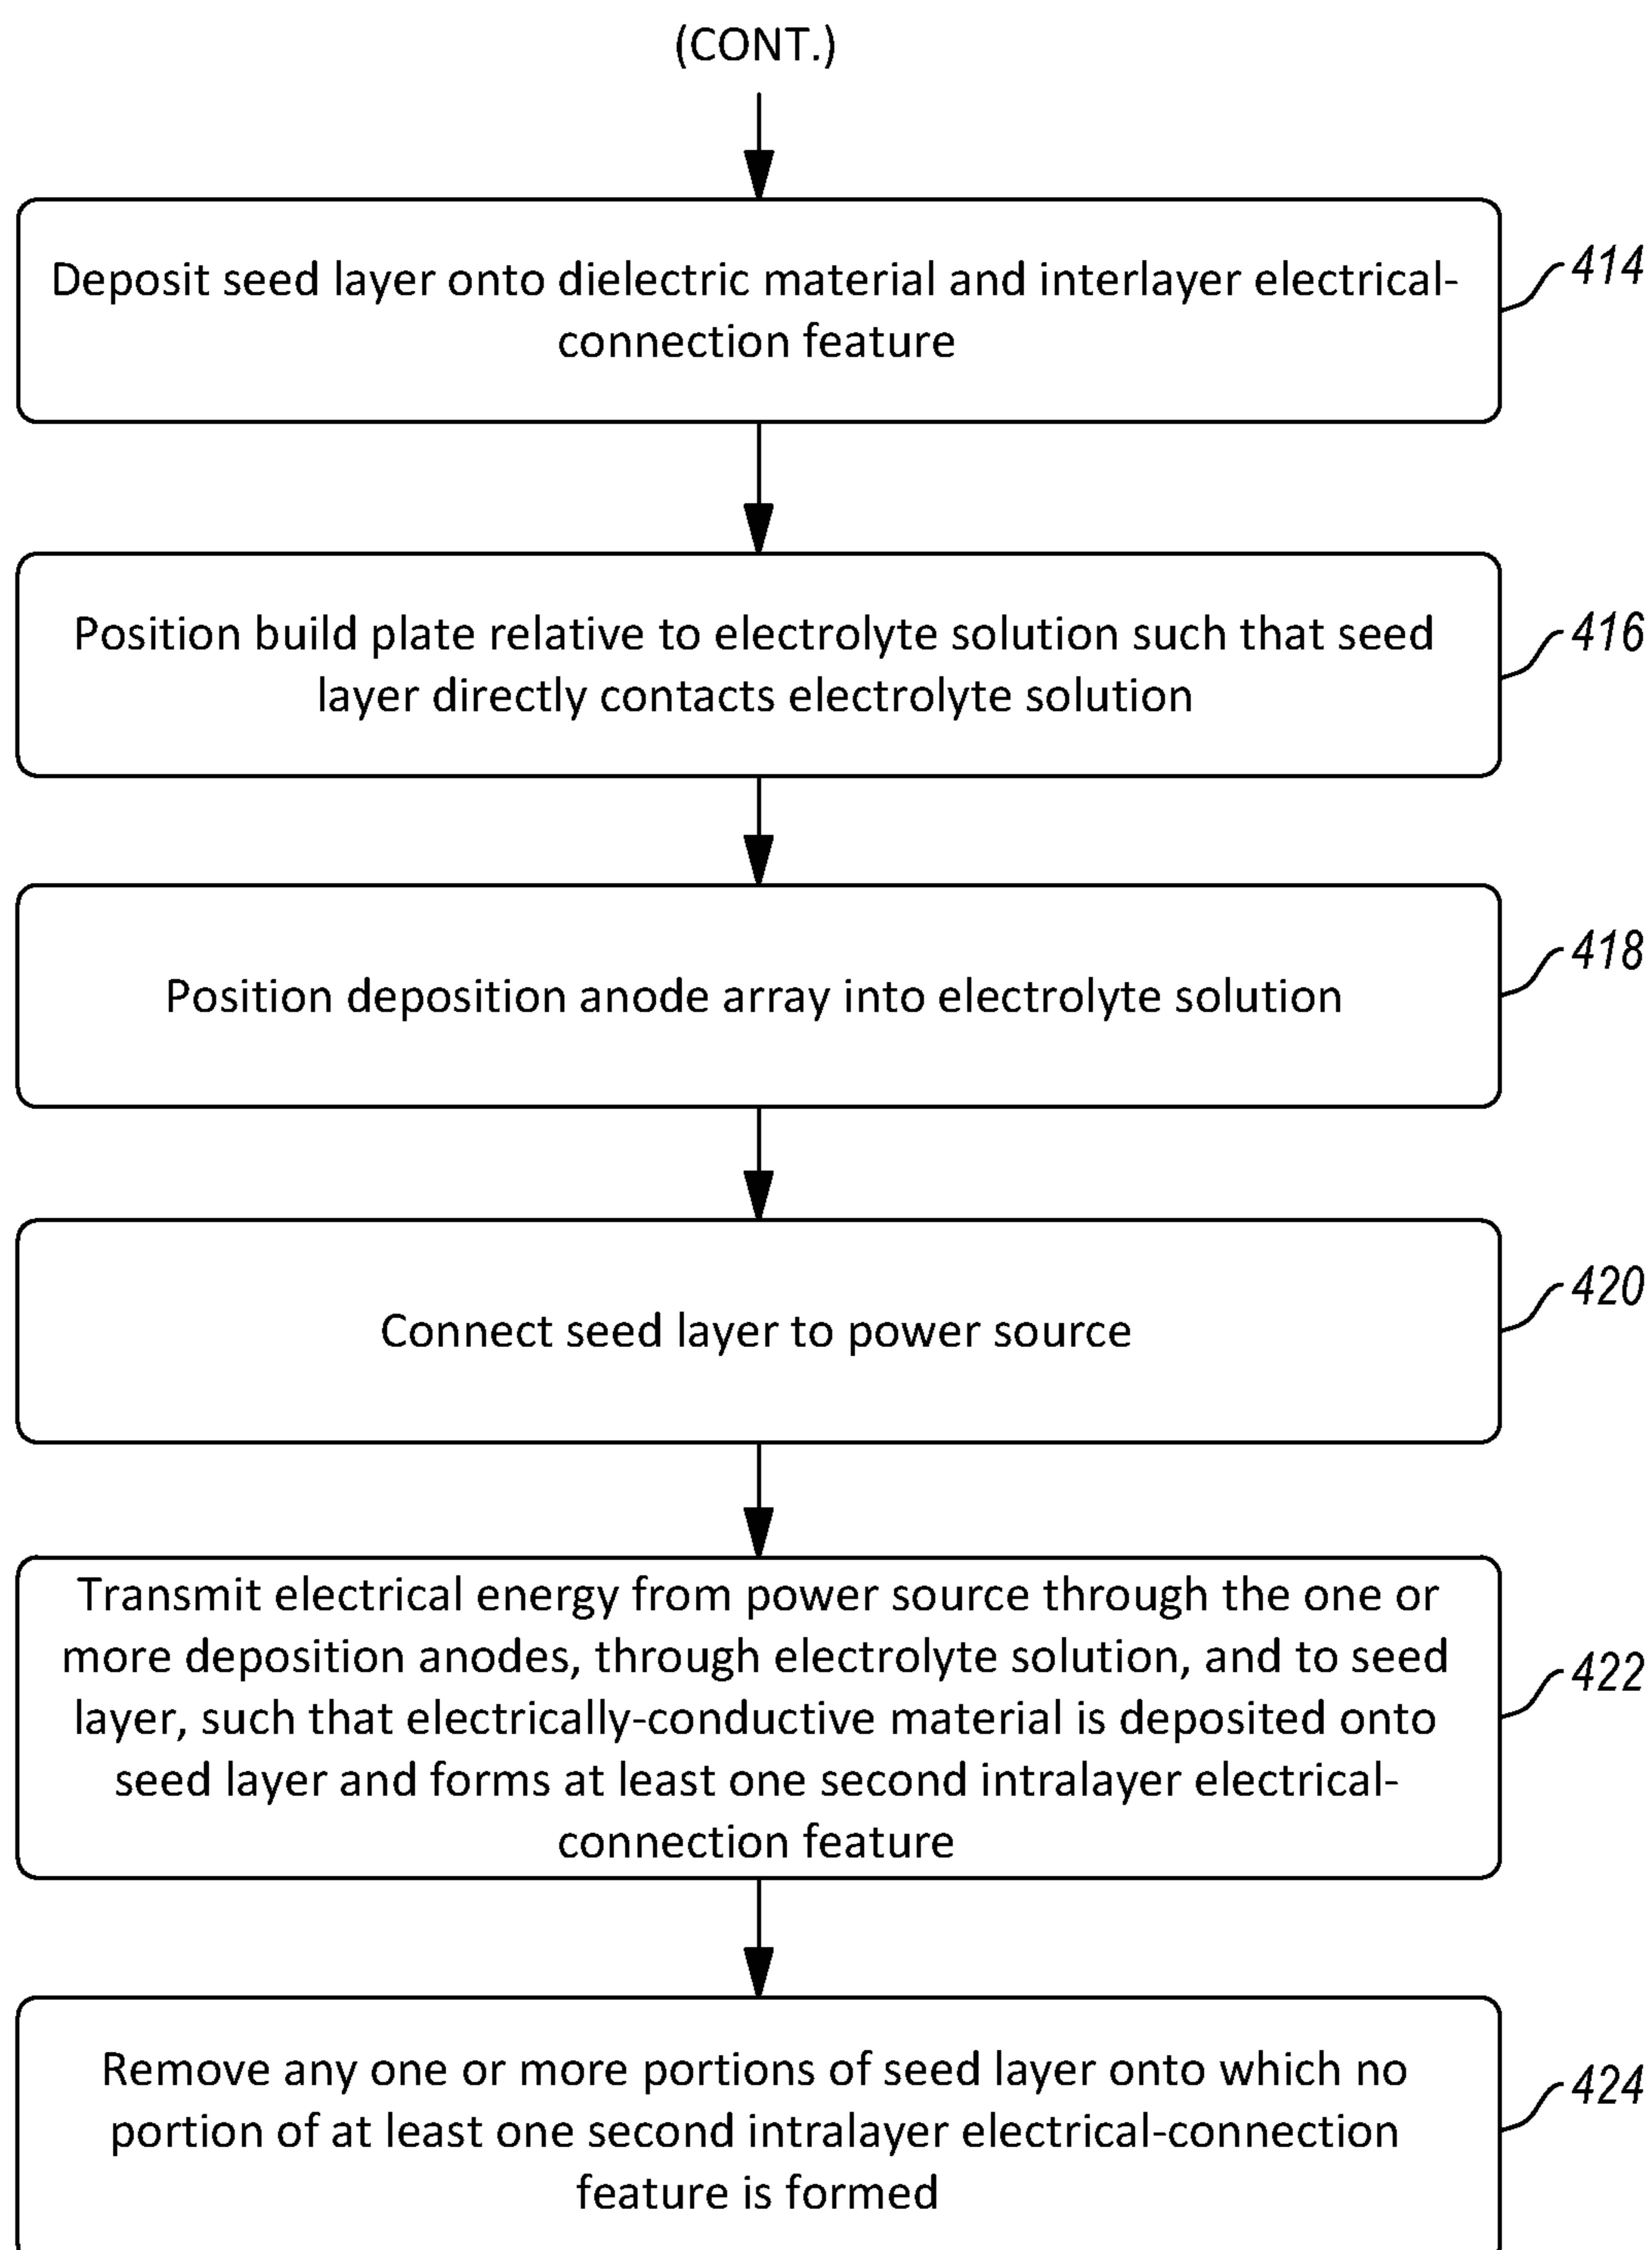 (CONT.)
Deposit seed layer onto dielectric material and interlayer electrical-
connection feature
414
Position build plate relative to electrolyte solution such that seed
layer directly contacts electrolyte solution
416
Position deposition anode array into electrolyte solution
418
Connect seed layer to power source
420
Transmit electrical energy from power source through the one or
more deposition anodes, through electrolyte solution, and to seed
layer, such that electrically-conductive material is deposited onto
seed layer and forms at least one second intralayer electrical-
connection feature
422
Remove any one or more portions of seed layer onto which no
portion of at least one second intralayer electrical-connection
feature is formed
424